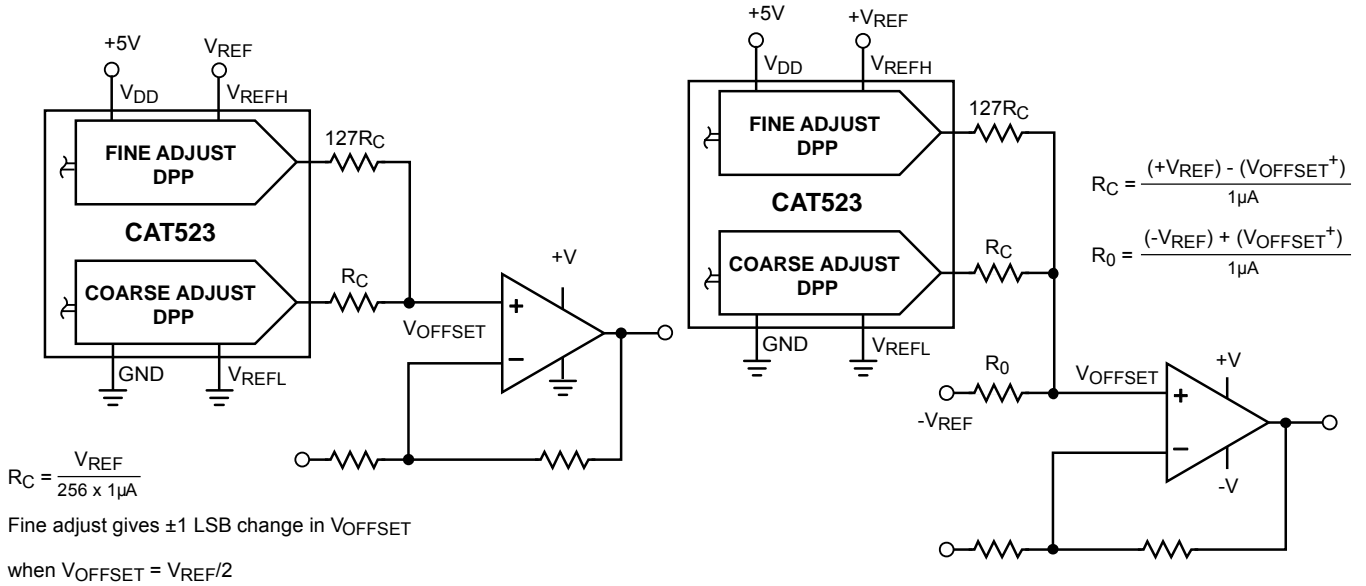 +5V
VREF
VDD
VREFH
FINE ADJUST
DPP
127RC
CAT523
COARSE ADJUST
DPP
RC
+V
+
VOFFSET
−
GND
VREFL
RC = VREF
256 x 1µA
Fine adjust gives ±1 LSB change in VOFFSET
when VOFFSET = VREF/2
+5V
+VREF
VDD
VREFH
FINE ADJUST
DPP
127RC
CAT523
COARSE ADJUST
DPP
RC
GND
VREFL
RC = (+VREF) - (VOFFSET+)
1µA
R0 = (-VREF) + (VOFFSET+)
1µA
R0
-VREF
VOFFSET
+V
+
−
-V